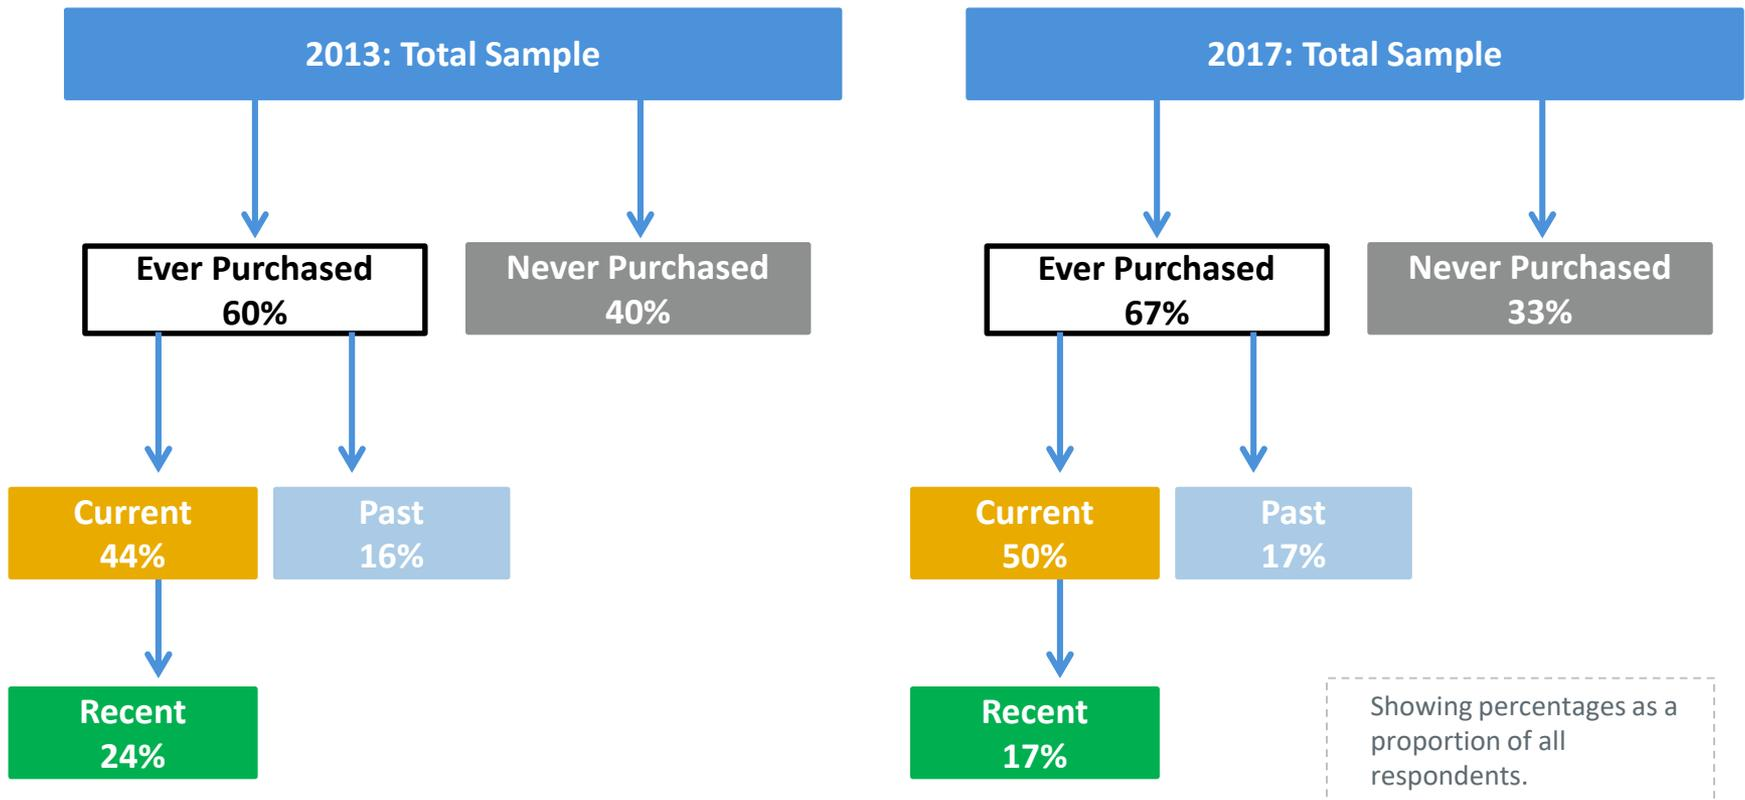 2013: Total Sample
Ever Purchased
60%
Never Purchased
40%
Current
44%
Past
16%
Recent
24%
2017: Total Sample
Ever Purchased
67%
Never Purchased
33%
Current
50%
Past
17%
Recent
17%
Showing percentages as a
proportion of all
respondents.